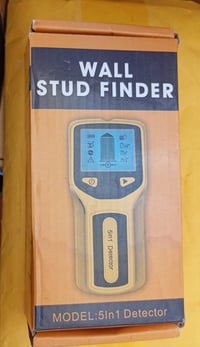 WALL
STUD FINDER
5in1 Detector
MODEL:5In1 Detector